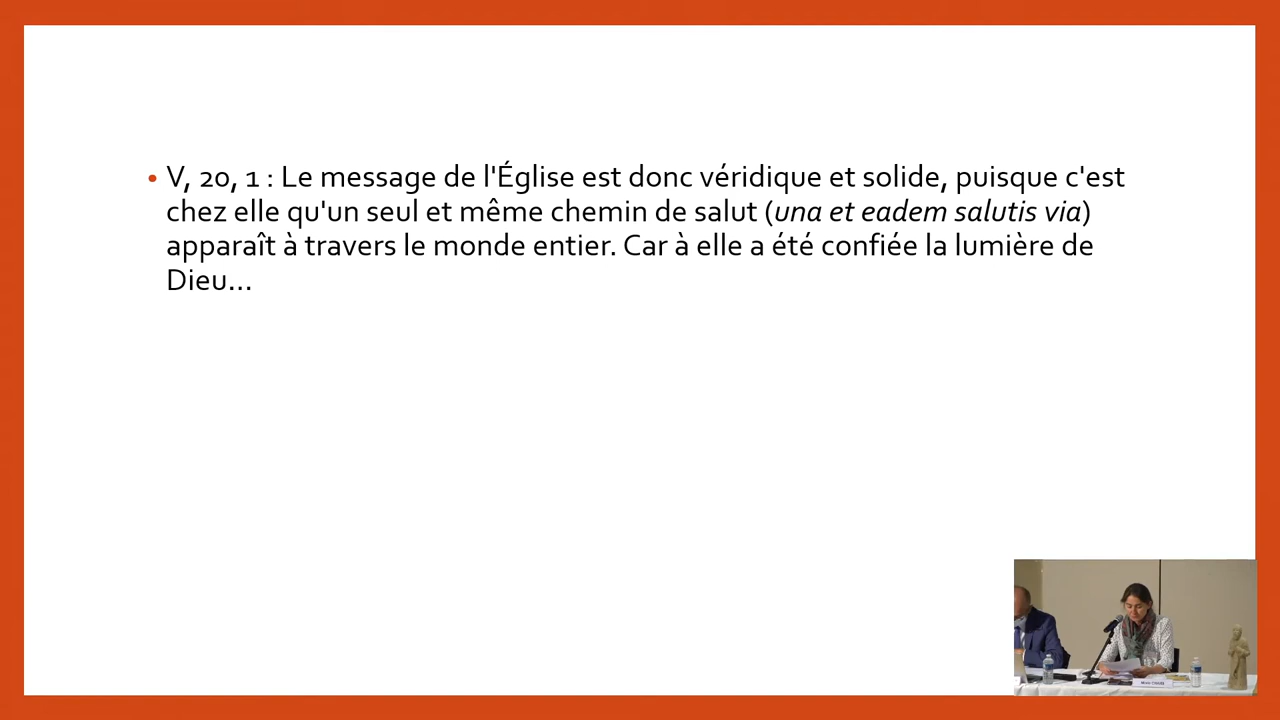 • V, 20, 1 : Le message de l'Église est donc véridique et solide, puisque c'est
chez elle qu'un seul et même chemin de salut (una et eadem salutis via)
apparaît à travers le monde entier. Car à elle a été confiée la lumière de
Dieu…